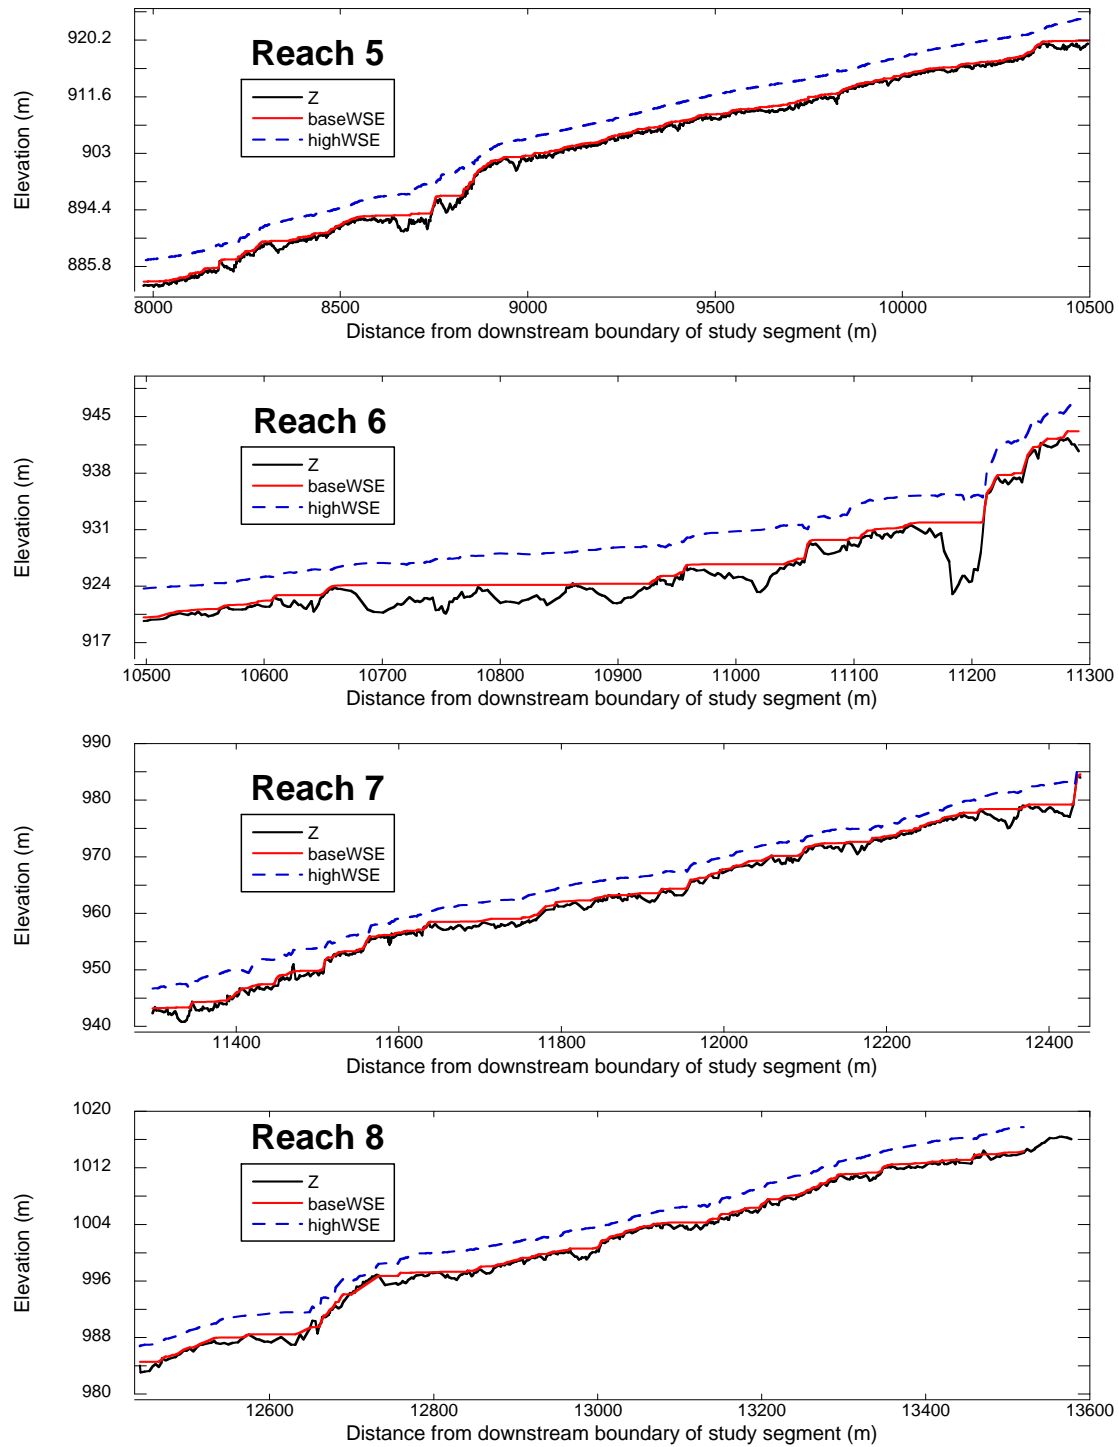 Reach 5
Z
baseWSE
highWSE
Elevation (m)
920.2
911.6
903
894.4
885.8
8000 8500 9000 9500 10000 10500
Distance from downstream boundary of study segment (m)
Reach 6
Z
baseWSE
highWSE
Elevation (m)
945
938
931
924
917
10500 10600 10700 10800 10900 11000 11100 11200 11300
Distance from downstream boundary of study segment (m)
Reach 7
Z
baseWSE
highWSE
Elevation (m)
990
980
970
960
950
940
11400 11600 11800 12000 12200 12400
Distance from downstream boundary of study segment (m)
Reach 8
Z
baseWSE
highWSE
Elevation (m)
1020
1012
1004
996
988
980
12600 12800 13000 13200 13400 13600
Distance from downstream boundary of study segment (m)